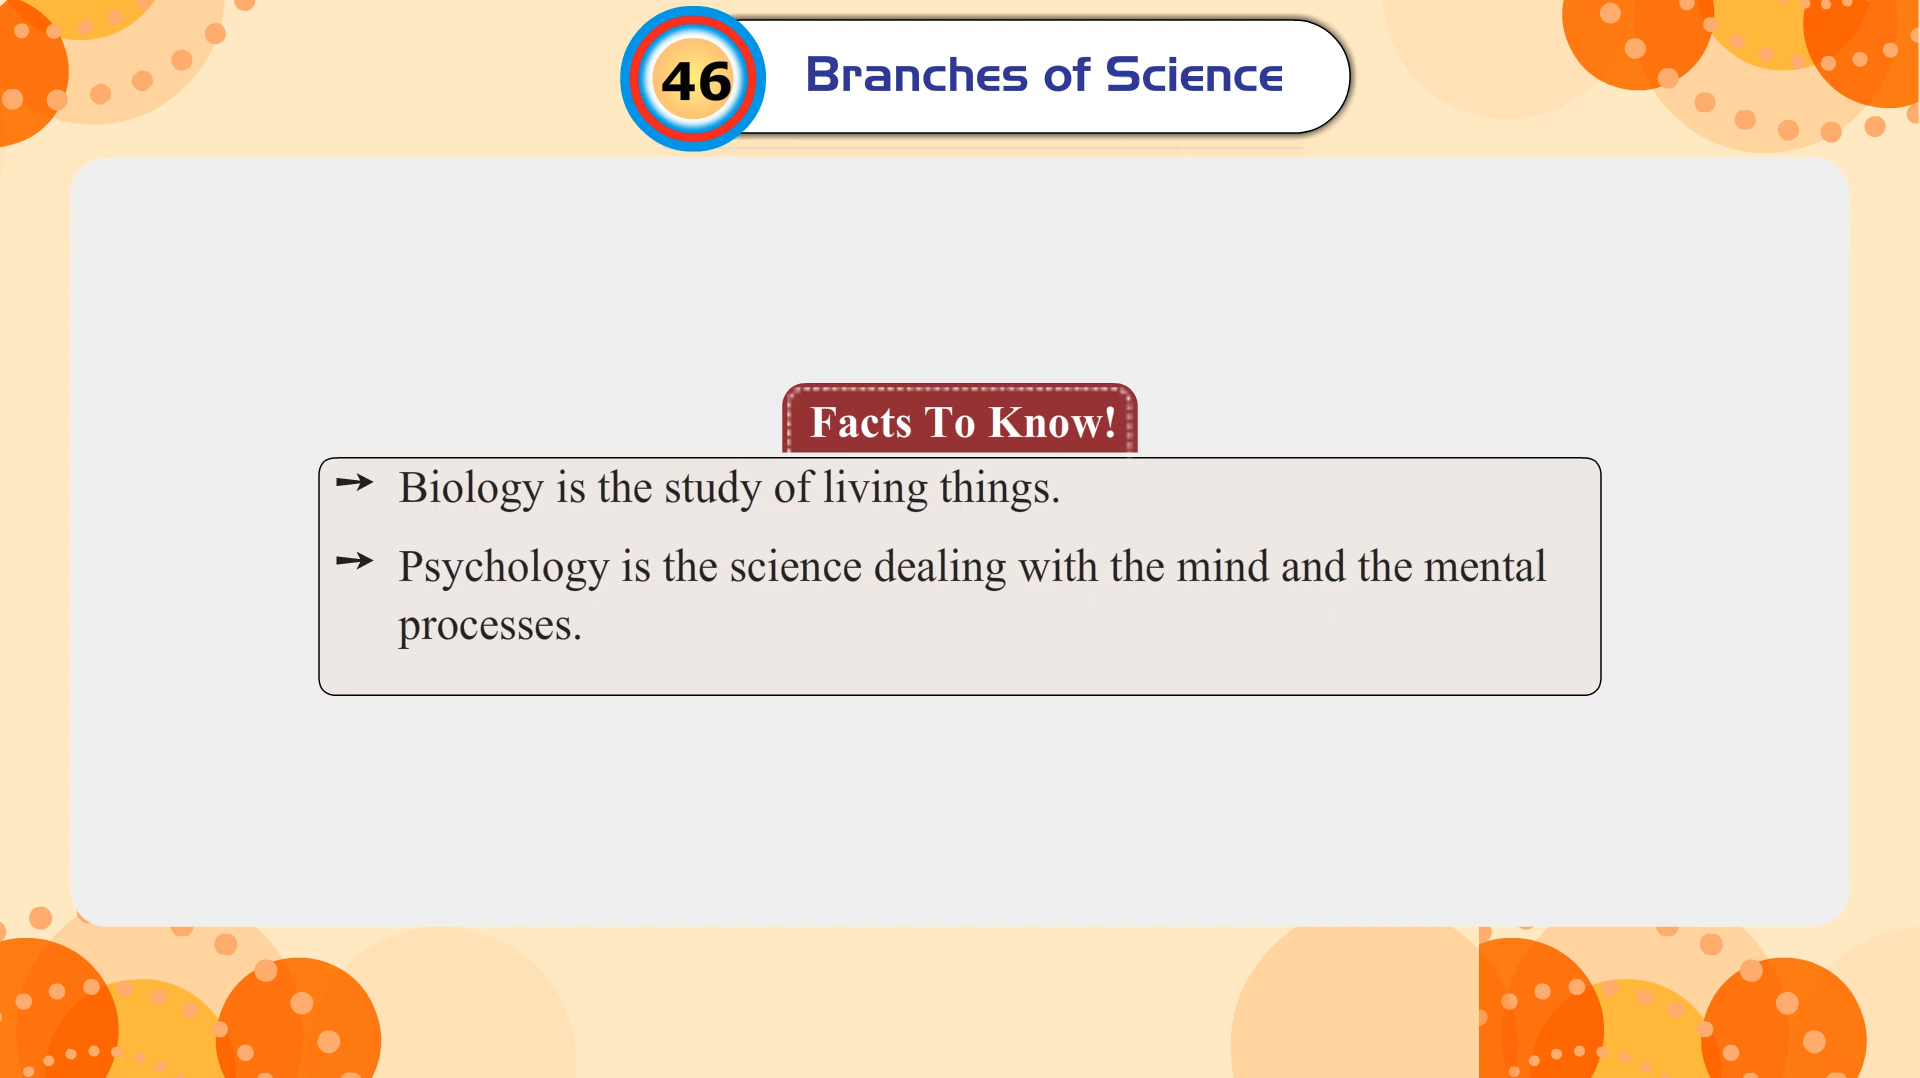 46
Branches of Science
Facts To Know!
➙ Biology is the study of living things.
➙ Psychology is the science dealing with the mind and the mental
processes.